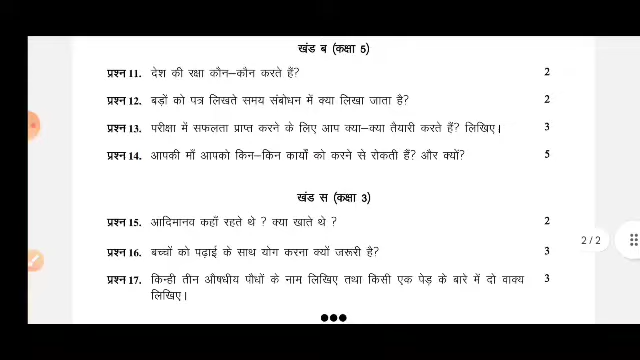 खंड ब (कक्षा 5)
प्रश्न 11. देश की रक्षा कौन–कौन करते हैं? 2
प्रश्न 12. बड़ों को पत्र लिखते समय संबोधन में क्या लिखा जाता है? 2
प्रश्न 13. परीक्षा में सफलता प्राप्त करने के लिए आप क्या–क्या तैयारी करते हैं? लिखिए। 3
प्रश्न 14. आपकी माँ आपको किन–किन कार्यों को करने से रोकती हैं? और क्यों? 5
खंड स (कक्षा 3)
प्रश्न 15. आदिमानव कहाँ रहते थे ? क्या खाते थे ? 2
2/2
प्रश्न 16. बच्चों को पढ़ाई के साथ योग करना क्यों जरूरी है? 3
प्रश्न 17. किन्ही तीन औषधीय पौधों के नाम लिखिए तथा किसी एक पेड़ के बारे में दो वाक्य 3
लिखिए।